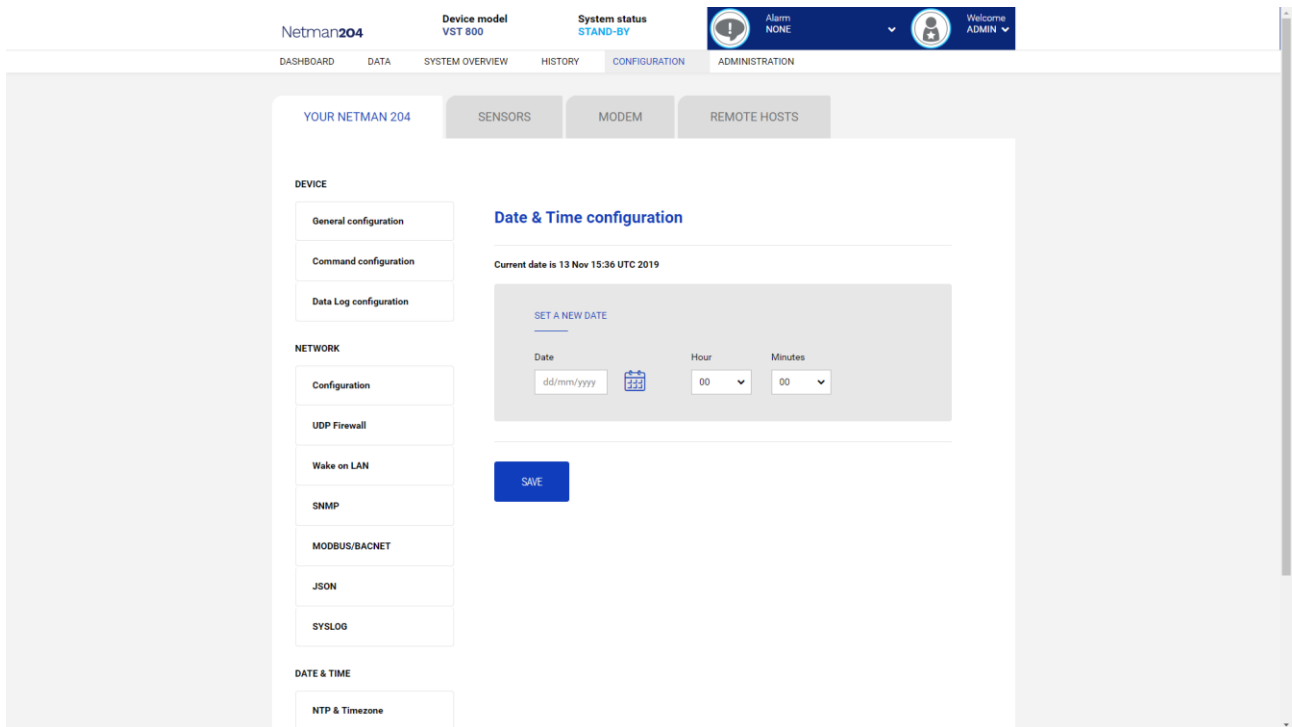 Netman204
Device model
VST 800
System status
STAND-BY
Alarm
NONE
Welcome
ADMIN
DASHBOARD DATA SYSTEM OVERVIEW HISTORY CONFIGURATION ADMINISTRATION
YOUR NETMAN 204 SENSORS MODEM REMOTE HOSTS
DEVICE
General configuration
Command configuration
Data Log configuration
NETWORK
Configuration
UDP Firewall
Wake on LAN
SNMP
MODBUS/BACNET
JSON
SYSLOG
DATE & TIME
NTP & Timezone
Date & Time configuration
Current date is 13 Nov 15:36 UTC 2019
SET A NEW DATE
Date Hour Minutes
dd/mm/yyyy 00 00
SAVE